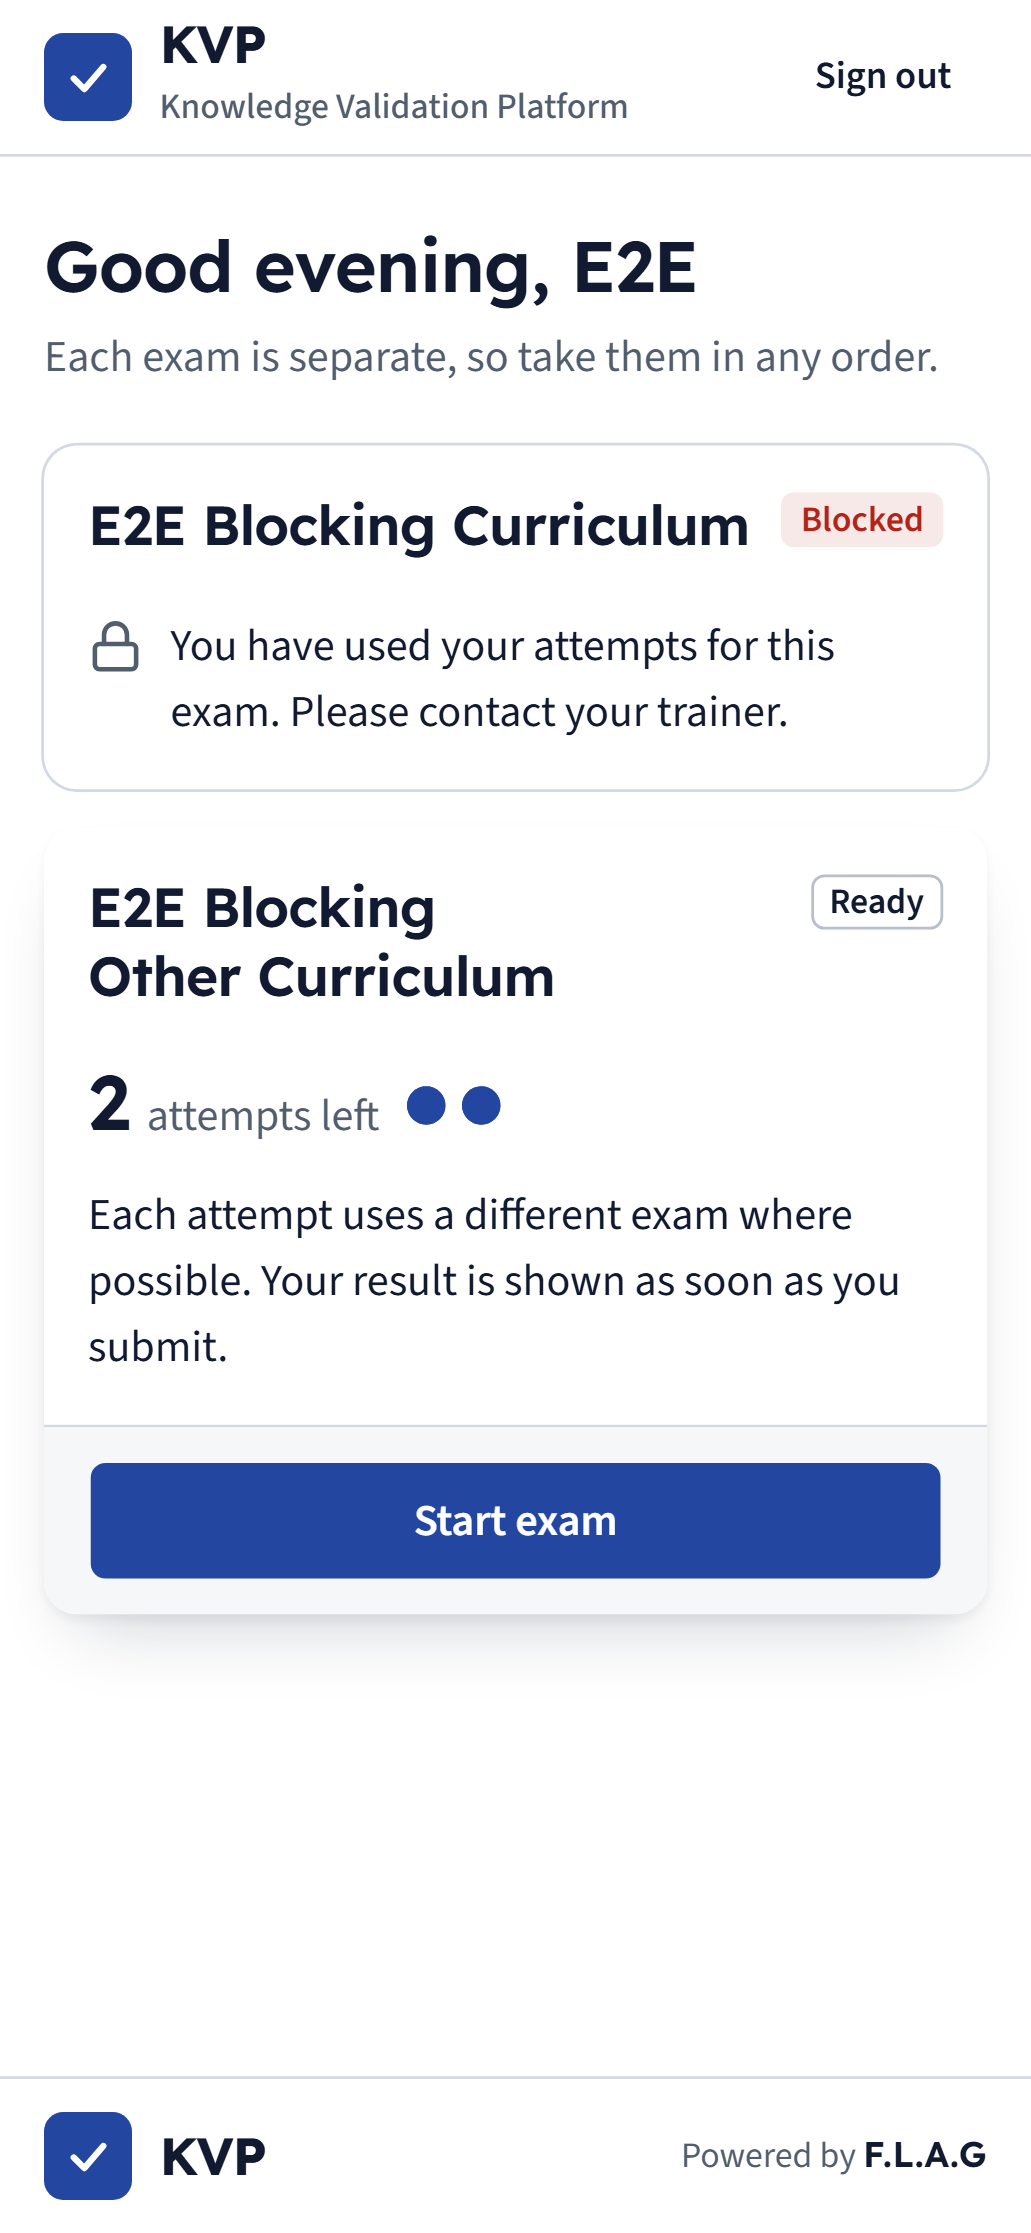 KVP
Knowledge Validation Platform
Sign out
Good evening, E2E
Each exam is separate, so take them in any order.
E2E Blocking Curriculum
Blocked
You have used your attempts for this
exam. Please contact your trainer.
E2E Blocking
Other Curriculum
Ready
2 attempts left
Each attempt uses a different exam where
possible. Your result is shown as soon as you
submit.
Start exam
KVP
Powered by F.L.A.G